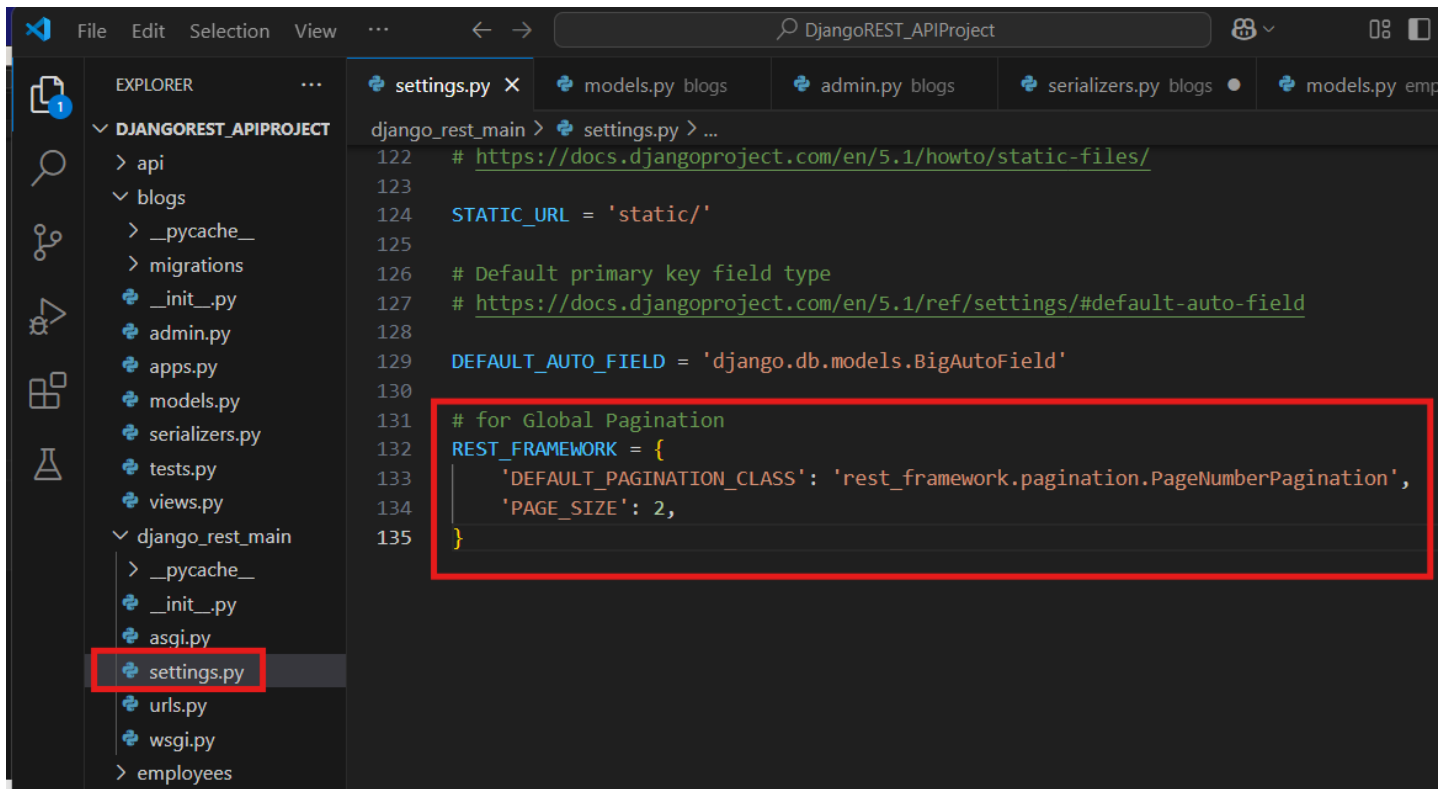 File Edit Selection View ... DjangoREST_APIProject
EXPLORER ...
1
DJANGOREST_APIPROJECT
api
blogs
__pycache__
migrations
__init__.py
admin.py
apps.py
models.py
serializers.py
tests.py
views.py
django_rest_main
__pycache__
__init__.py
asgi.py
settings.py
urls.py
wsgi.py
employees
settings.py models.py blogs admin.py blogs serializers.py blogs models.py emp
django_rest_main > settings.py > ...
122 # https://docs.djangoproject.com/en/5.1/howto/static-files/
123
124 STATIC_URL = 'static/'
125
126 # Default primary key field type
127 # https://docs.djangoproject.com/en/5.1/ref/settings/#default-auto-field
128
129 DEFAULT_AUTO_FIELD = 'django.db.models.BigAutoField'
130
131 # for Global Pagination
132 REST_FRAMEWORK = {
133 'DEFAULT_PAGINATION_CLASS': 'rest_framework.pagination.PageNumberPagination',
134 'PAGE_SIZE': 2,
135 }